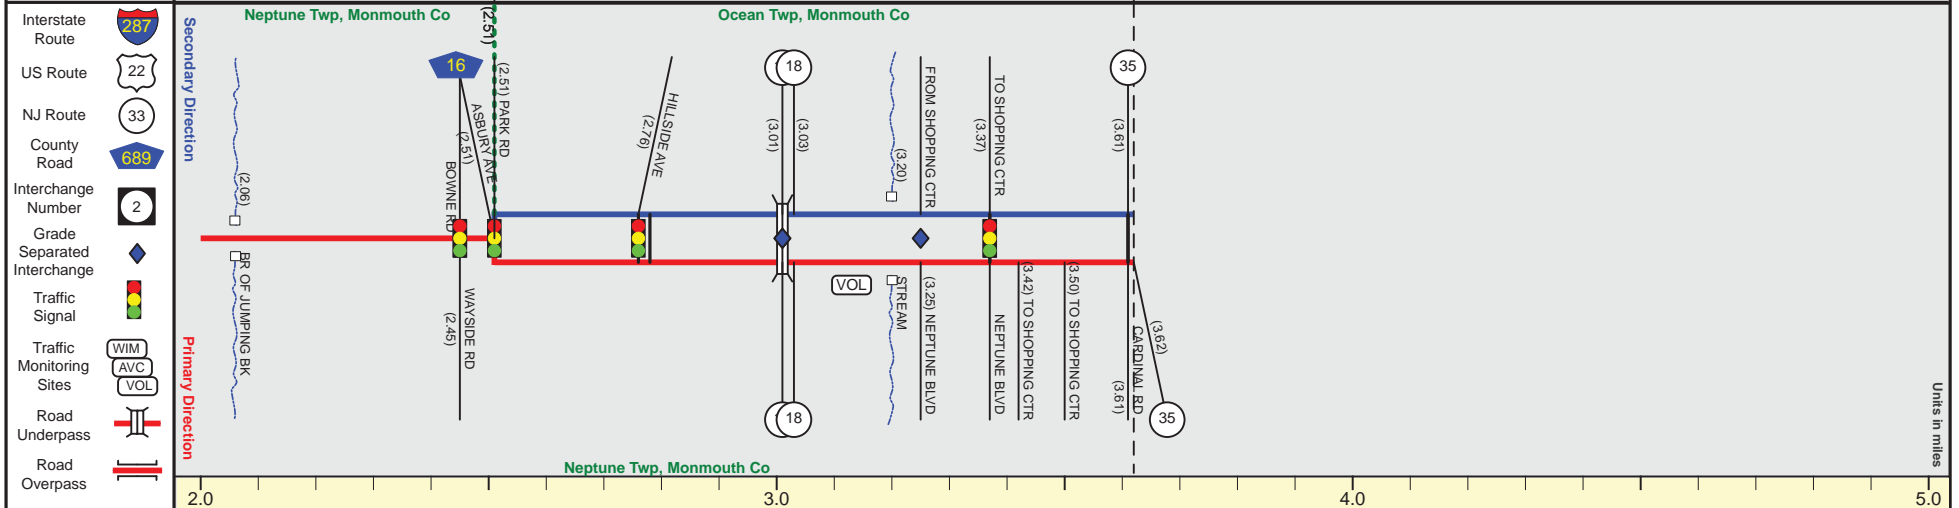 Interstate
Route
287
US Route
22
NJ Route
33
County
Road
689
Interchange
Number
2
Grade
Separated
Interchange
Traffic
Signal
Traffic
Monitoring
Sites
WIM
AVC
VOL
Road
Underpass
Road
Overpass
Secondary Direction
Primary Direction
Neptune Twp, Monmouth Co
(2.51)
Ocean Twp, Monmouth Co
(2.06)
BR OF JUMPING BK
16
BOWNE RD
(2.51)
ASBURY AVE
(2.51) PARK RD
WAYSIDE RD
(2.45)
HILLSIDE AVE
(2.76)
18
(3.01)
(3.03)
18
VOL
(3.20)
STREAM
FROM SHOPPING CTR
(3.25) NEPTUNE BLVD
TO SHOPPING CTR
(3.37)
NEPTUNE BLVD
(3.42) TO SHOPPING CTR
(3.50) TO SHOPPING CTR
35
(3.61)
(3.61)
CARDINAL RD
(3.62)
35
Neptune Twp, Monmouth Co
Units in miles
2.0
3.0
4.0
5.0